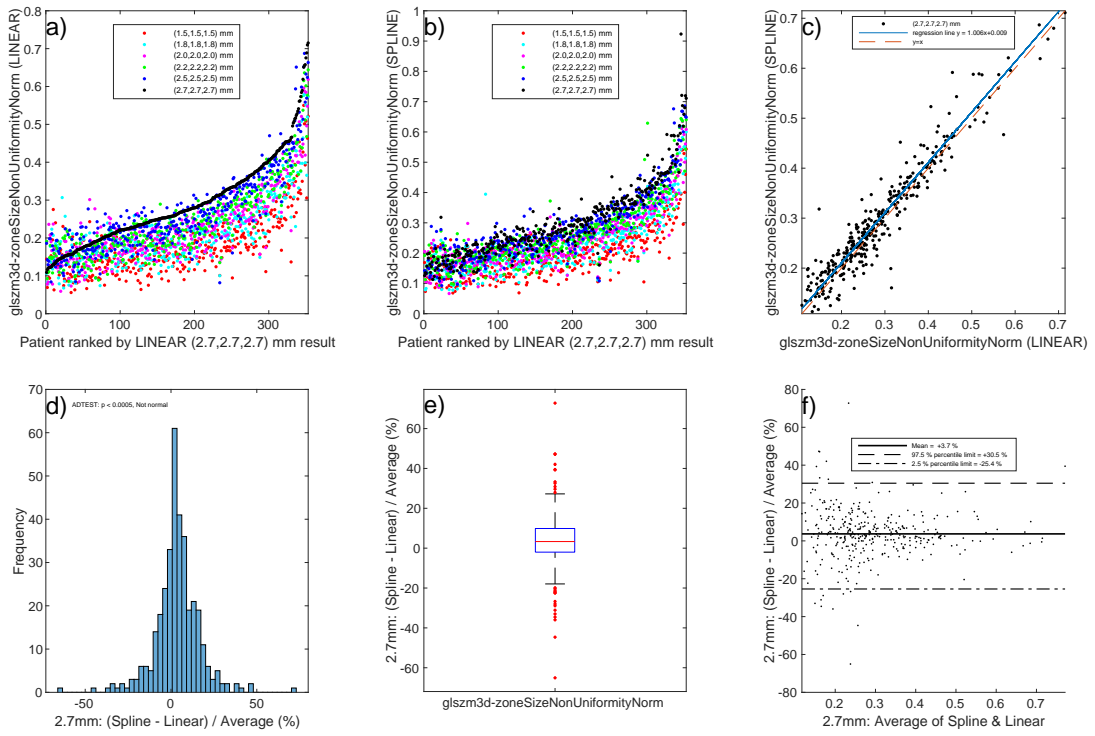 a)
glszm3d-zoneSizeNonUniformityNorm (LINEAR)
0.8
0.7
0.6
0.5
0.4
0.3
0.2
0.1
0
0
100
200
300
(1.5,1.5,1.5) mm
(1.8,1.8,1.8) mm
(2.0,2.0,2.0) mm
(2.2,2.2,2.2) mm
(2.5,2.5,2.5) mm
(2.7,2.7,2.7) mm
Patient ranked by LINEAR (2.7,2.7,2.7) mm result
b)
glszm3d-zoneSizeNonUniformityNorm (SPLINE)
1
0.9
0.8
0.7
0.6
0.5
0.4
0.3
0.2
0.1
0
0
100
200
300
(1.5,1.5,1.5) mm
(1.8,1.8,1.8) mm
(2.0,2.0,2.0) mm
(2.2,2.2,2.2) mm
(2.5,2.5,2.5) mm
(2.7,2.7,2.7) mm
Patient ranked by LINEAR (2.7,2.7,2.7) mm result
c)
glszm3d-zoneSizeNonUniformityNorm (SPLINE)
0.7
0.6
0.5
0.4
0.3
0.2
0.2
0.3
0.4
0.5
0.6
0.7
(2.7,2.7,2.7) mm
regression line y = 1.006x+0.009
y=x
glszm3d-zoneSizeNonUniformityNorm (LINEAR)
d)
ADTEST: p < 0.0005, Not normal
Frequency
70
60
50
40
30
20
10
0
-50
0
50
2.7mm: (Spline - Linear) / Average (%)
e)
2.7mm: (Spline - Linear) / Average (%)
60
40
20
0
-20
-40
-60
glszm3d-zoneSizeNonUniformityNorm
f)
2.7mm: (Spline - Linear) / Average (%)
80
60
40
20
0
-20
-40
-60
-80
0.2
0.3
0.4
0.5
0.6
0.7
Mean = +3.7 %
97.5 % percentile limit = +30.5 %
2.5 % percentile limit = -25.4 %
2.7mm: Average of Spline & Linear